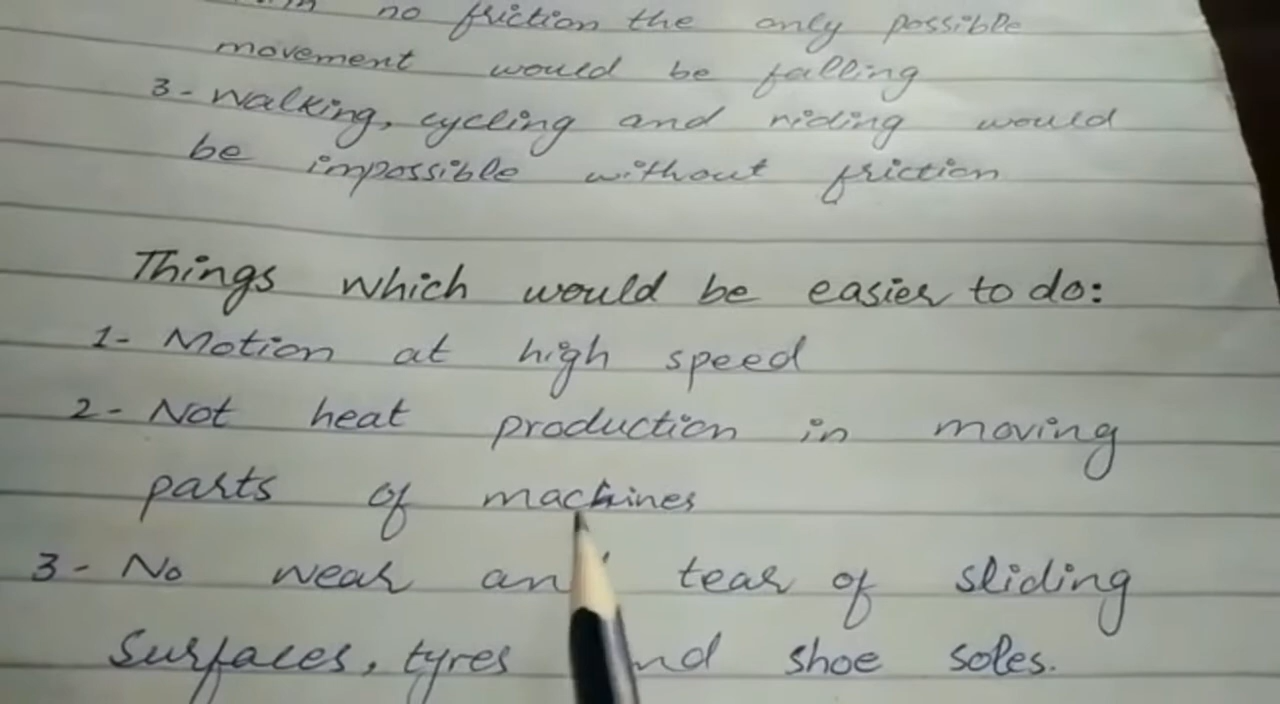 no friction the only possible
movement would be falling
3- Walking, cycling and riding would
be impossible without friction
Things which would be easier to do:
1- Motion at high speed
2- Not heat production in moving
parts of machines
3- No wear and tear of sliding
Surfaces, tyres and shoe soles.